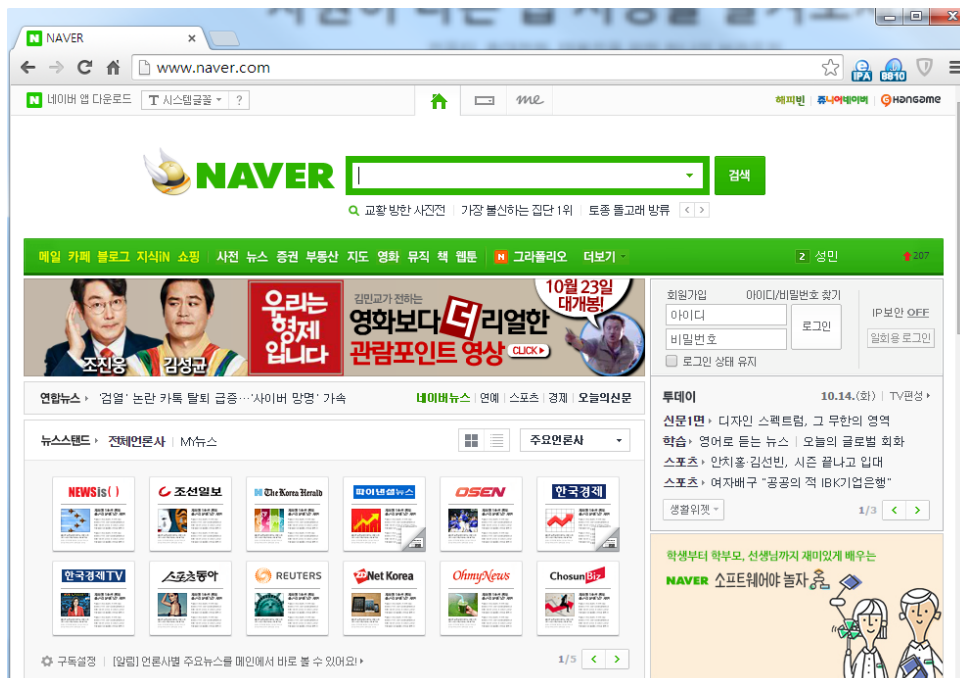 NAVER
www.naver.com
IPA
8810
네이버 앱 다운로드
T 시스템글꼴
?
me
해피빈
쥬니어네이버
HanGame
NAVER
검색
교황 방한 사진전
가장 불신하는 집단 1위
토종 돌고래 방류
메일 카페 블로그 지식iN 쇼핑 사전 뉴스 증권 부동산 지도 영화 뮤직 책 웹툰 N 그라폴리오 더보기
2 성민 207
조진웅
김성균
우리는
형제
입니다
김민교가 전하는
영화보다 더 리얼한
관람포인트 영상 CLICK
10월 23일
대개봉!
회원가입 아이디/비밀번호 찾기
아이디
비밀번호
로그인
로그인 상태 유지
IP보안 OFF
일회용 로그인
연합뉴스 '검열' 논란 카톡 탈퇴 급증…'사이버 망명' 가속
네이버뉴스 | 연예 | 스포츠 | 경제 | 오늘의신문
투데이 10.14.(화) | TV편성
신문1면 디자인 스펙트럼, 그 무한의 영역
학습 영어로 듣는 뉴스 | 오늘의 글로벌 회화
스포츠 안치홍·김선빈, 시즌 끝나고 입대
스포츠 여자배구 "공공의 적 IBK기업은행"
생활위젯 1/3
뉴스스탠드 전체언론사 | MY뉴스
주요언론사
NEWSis( ) 조선일보 The Korea Herald 파이낸셜뉴스 OSEN 한국경제
한국경제TV 스포츠동아 REUTERS ZDNet Korea OhmyNews ChosunBiz
구독설정 | [알림] 언론사별 주요뉴스를 메인에서 바로 볼 수 있어요!
1/5
학생부터 학부모, 선생님까지 재미있게 배우는
NAVER 소프트웨어야 놀자